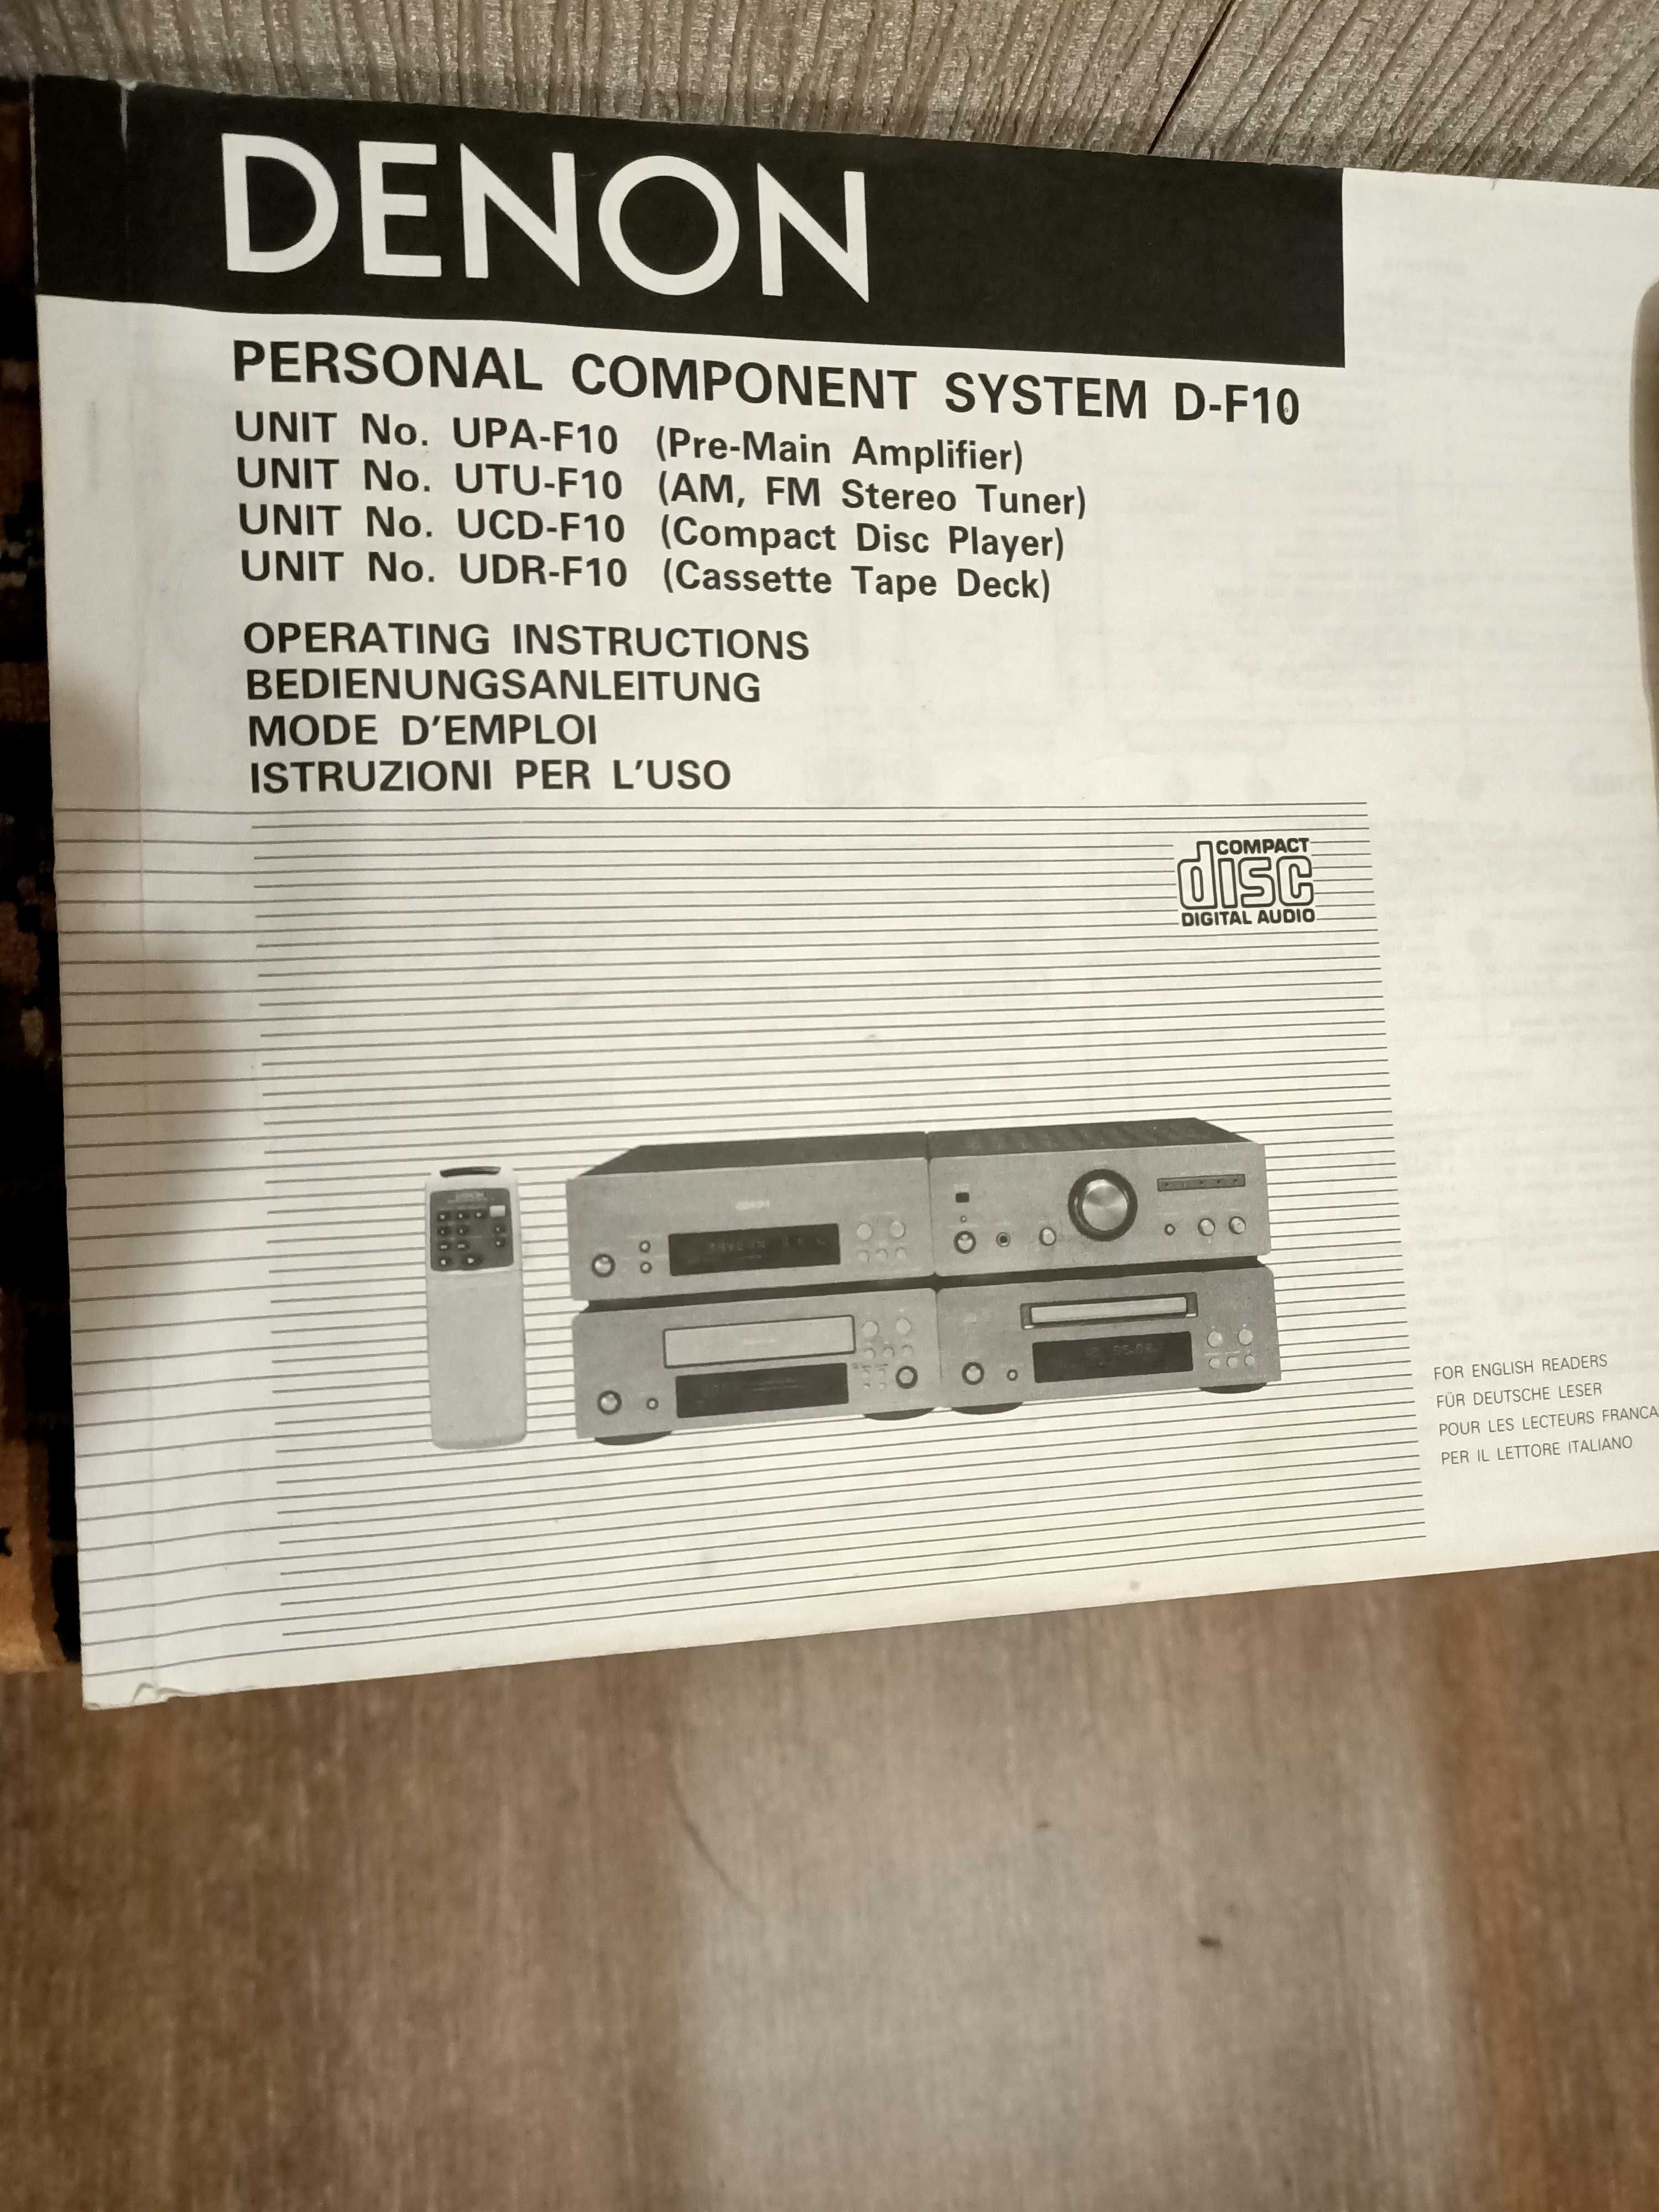 DENON
PERSONAL COMPONENT SYSTEM D-F10
UNIT No. UPA-F10 (Pre-Main Amplifier)
UNIT No. UTU-F10 (AM, FM Stereo Tuner)
UNIT No. UCD-F10 (Compact Disc Player)
UNIT No. UDR-F10 (Cassette Tape Deck)
OPERATING INSTRUCTIONS
BEDIENUNGSANLEITUNG
MODE D'EMPLOI
ISTRUZIONI PER L'USO
COMPACT
disc
DIGITAL AUDIO
FOR ENGLISH READERS
FÜR DEUTSCHE LESER
POUR LES LECTEURS FRANCA
PER IL LETTORE ITALIANO